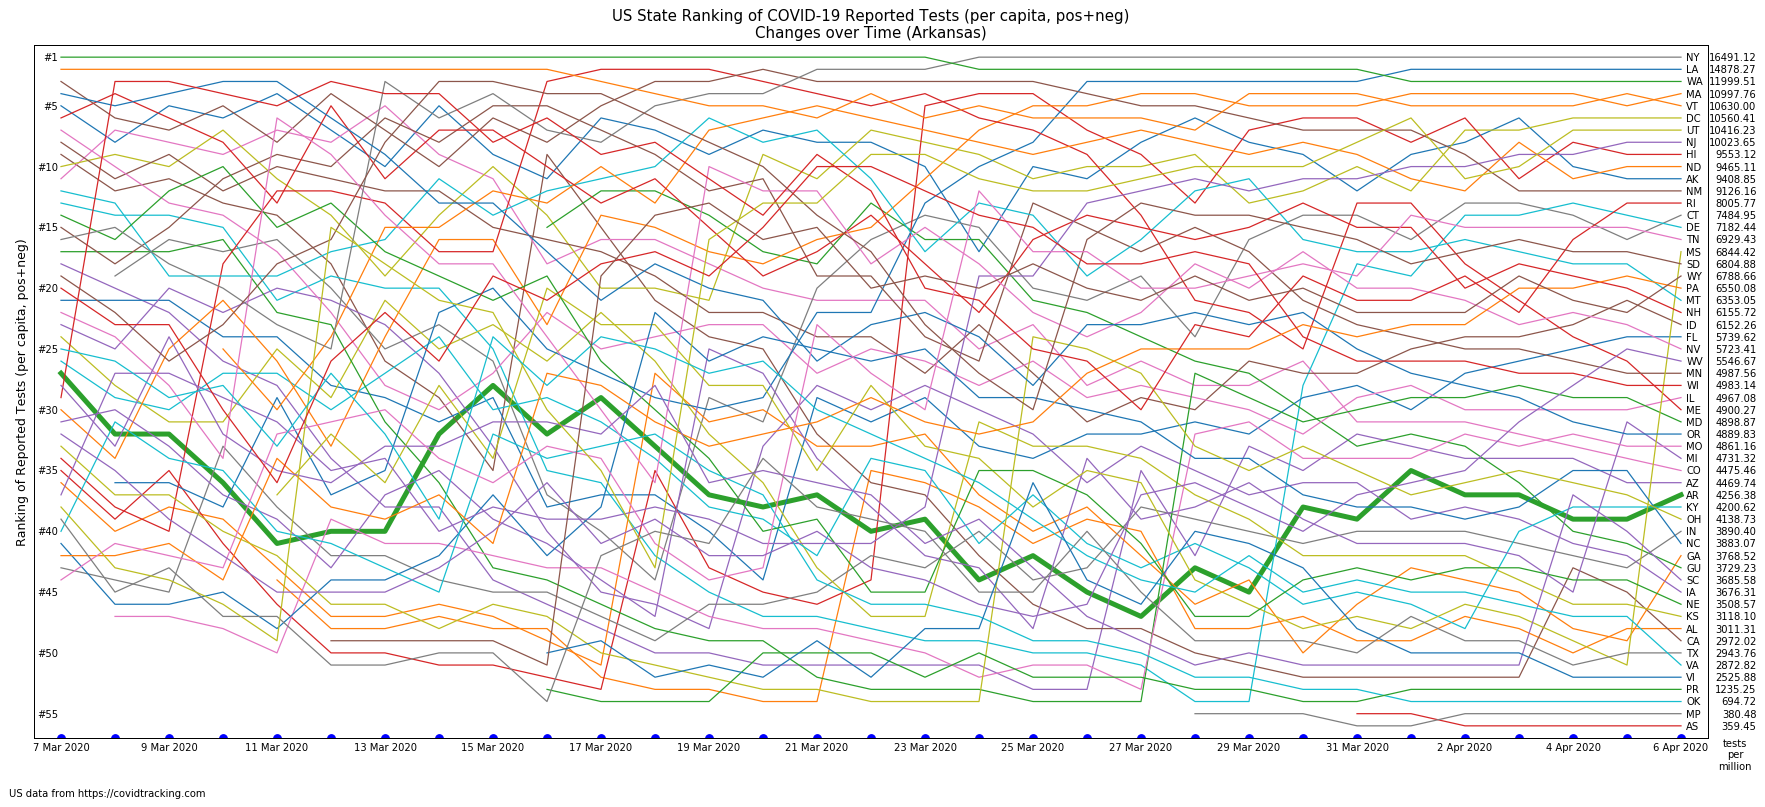 US State Ranking of COVID-19 Reported Tests (per capita, pos+neg)
Changes over Time (Arkansas)
Ranking of Reported Tests (per capita, pos+neg)
#1
#5
#10
#15
#20
#25
#30
#35
#40
#45
#50
#55
NY 16491.12
LA 14878.27
WA 11999.51
MA 10997.76
VT 10630.00
DC 10560.41
UT 10416.23
NJ 10023.65
HI 9553.12
ND 9465.11
AK 9408.85
NM 9126.16
RI 8005.77
CT 7484.95
DE 7182.44
TN 6929.43
MS 6844.42
SD 6804.88
WY 6788.66
PA 6550.08
MT 6353.05
NH 6155.72
ID 6152.26
FL 5739.62
NV 5723.41
WV 5546.67
MN 4987.56
WI 4983.14
IL 4967.08
ME 4900.27
MD 4898.87
OR 4889.83
MO 4861.16
MI 4731.32
CO 4475.46
AZ 4469.74
AR 4256.38
KY 4200.62
OH 4138.73
IN 3890.40
NC 3883.07
GA 3768.52
GU 3729.23
SC 3685.58
IA 3676.31
NE 3508.57
KS 3118.10
AL 3011.31
CA 2972.02
TX 2943.76
VA 2872.82
VI 2525.88
PR 1235.25
OK 694.72
MP 380.48
AS 359.45
7 Mar 2020 9 Mar 2020 11 Mar 2020 13 Mar 2020 15 Mar 2020 17 Mar 2020 19 Mar 2020 21 Mar 2020 23 Mar 2020 25 Mar 2020 27 Mar 2020 29 Mar 2020 31 Mar 2020 2 Apr 2020 4 Apr 2020 6 Apr 2020
tests
per
million
US data from https://covidtracking.com